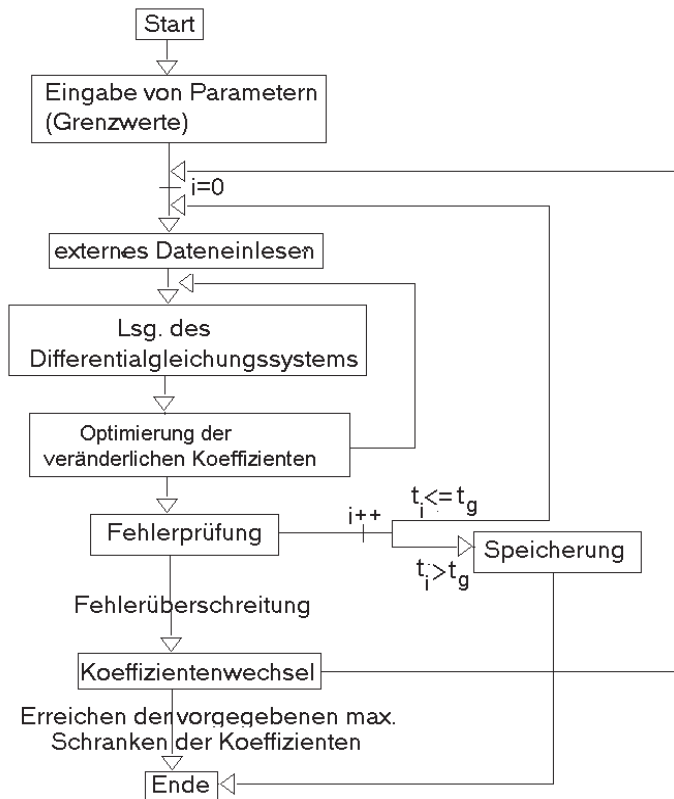 Start
Eingabe von Parametern
(Grenzwerte)
i=0
externes Dateneinlesen
Lsg. des
Differentialgleichungssystems
Optimierung der
veränderlichen Koeffizienten
Fehlerprüfung
i++
t_i<=t_g
t_i>t_g
Speicherung
Fehlerüberschreitung
Koeffizientenwechsel
Erreichen der vorgegebenen max.
Schranken der Koeffizienten
Ende